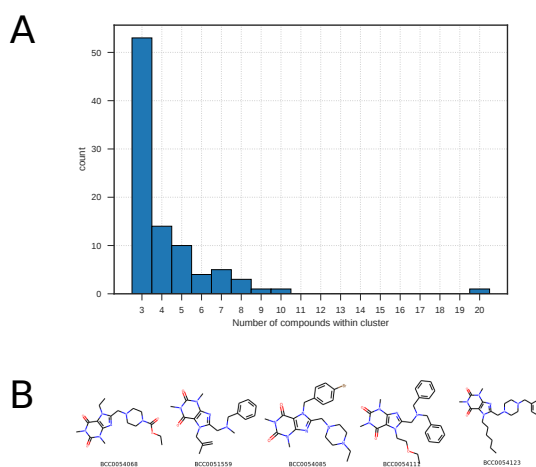 A
50
40
30
20
10
0
count
3 4 5 6 7 8 9 10 11 12 13 14 15 16 17 18 19 20
Number of compounds within cluster
B
BCC0054068 BCC0051559 BCC0054085 BCC0054111 BCC0054123